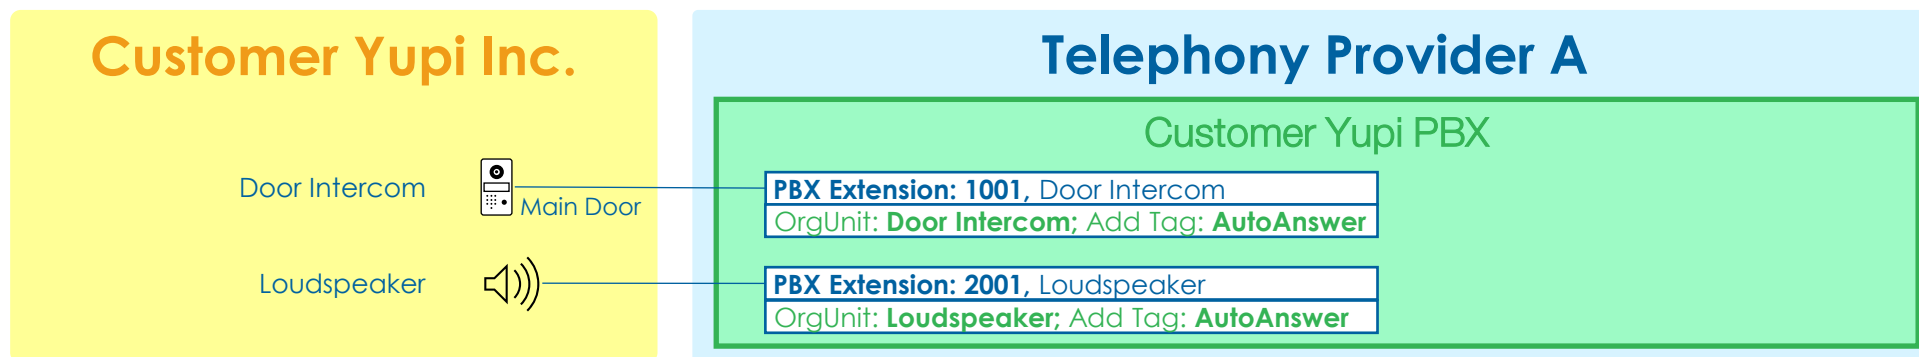 Customer Yupi Inc.
Telephony Provider A
Customer Yupi PBX
Door Intercom
Main Door
PBX Extension: 1001, Door Intercom
OrgUnit: Door Intercom; Add Tag: AutoAnswer
Loudspeaker
PBX Extension: 2001, Loudspeaker
OrgUnit: Loudspeaker; Add Tag: AutoAnswer